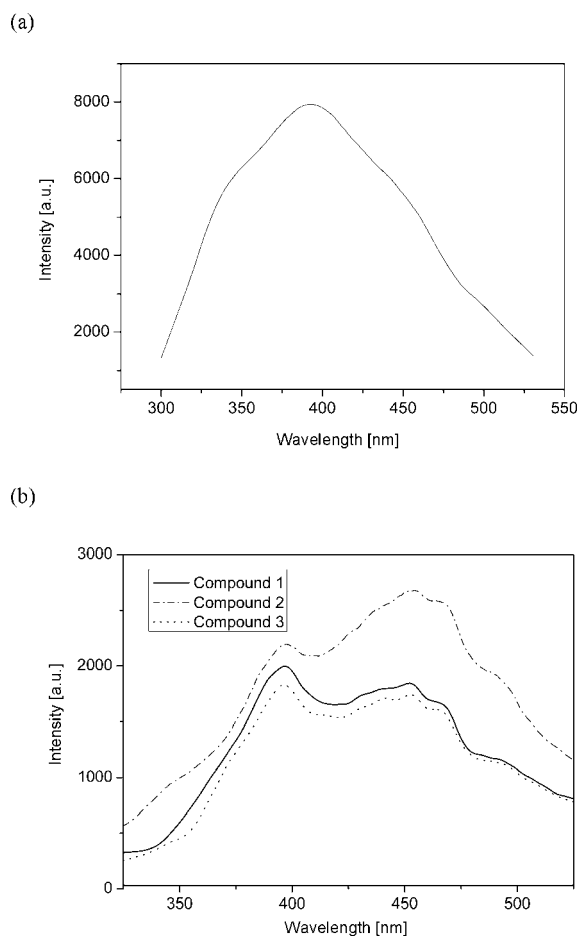 (a)
8000
6000
4000
2000
Intensity [a.u.]
300 350 400 450 500 550
Wavelength [nm]
(b)
3000
2000
1000
0
Intensity [a.u.]
Compound 1
Compound 2
Compound 3
350 400 450 500
Wavelength [nm]